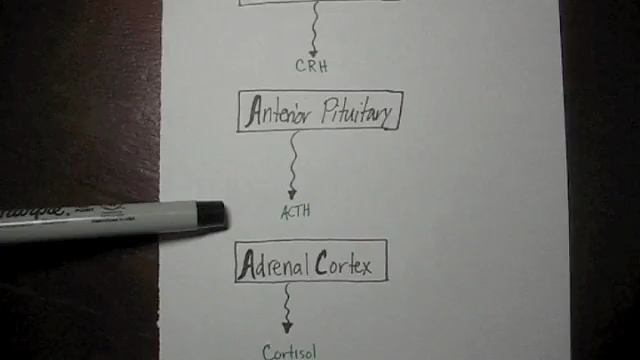 CRH
Anterior Pituitary
ACTH
Adrenal Cortex
Cortisol